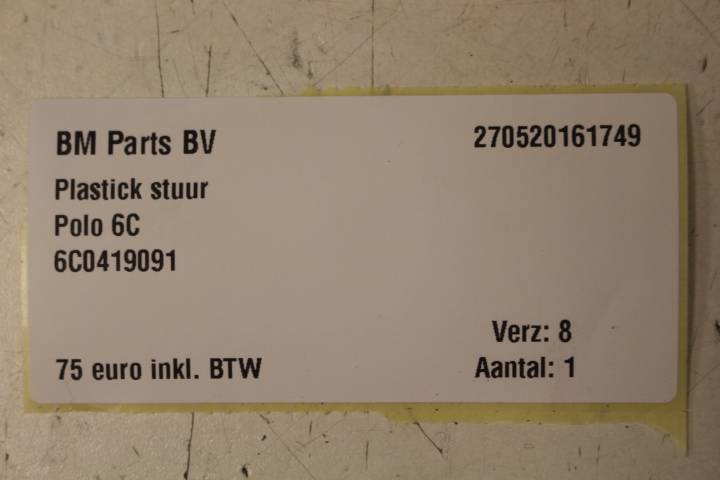 BM Parts BV 270520161749
Plastick stuur
Polo 6C
6C0419091
Verz: 8
75 euro inkl. BTW Aantal: 1